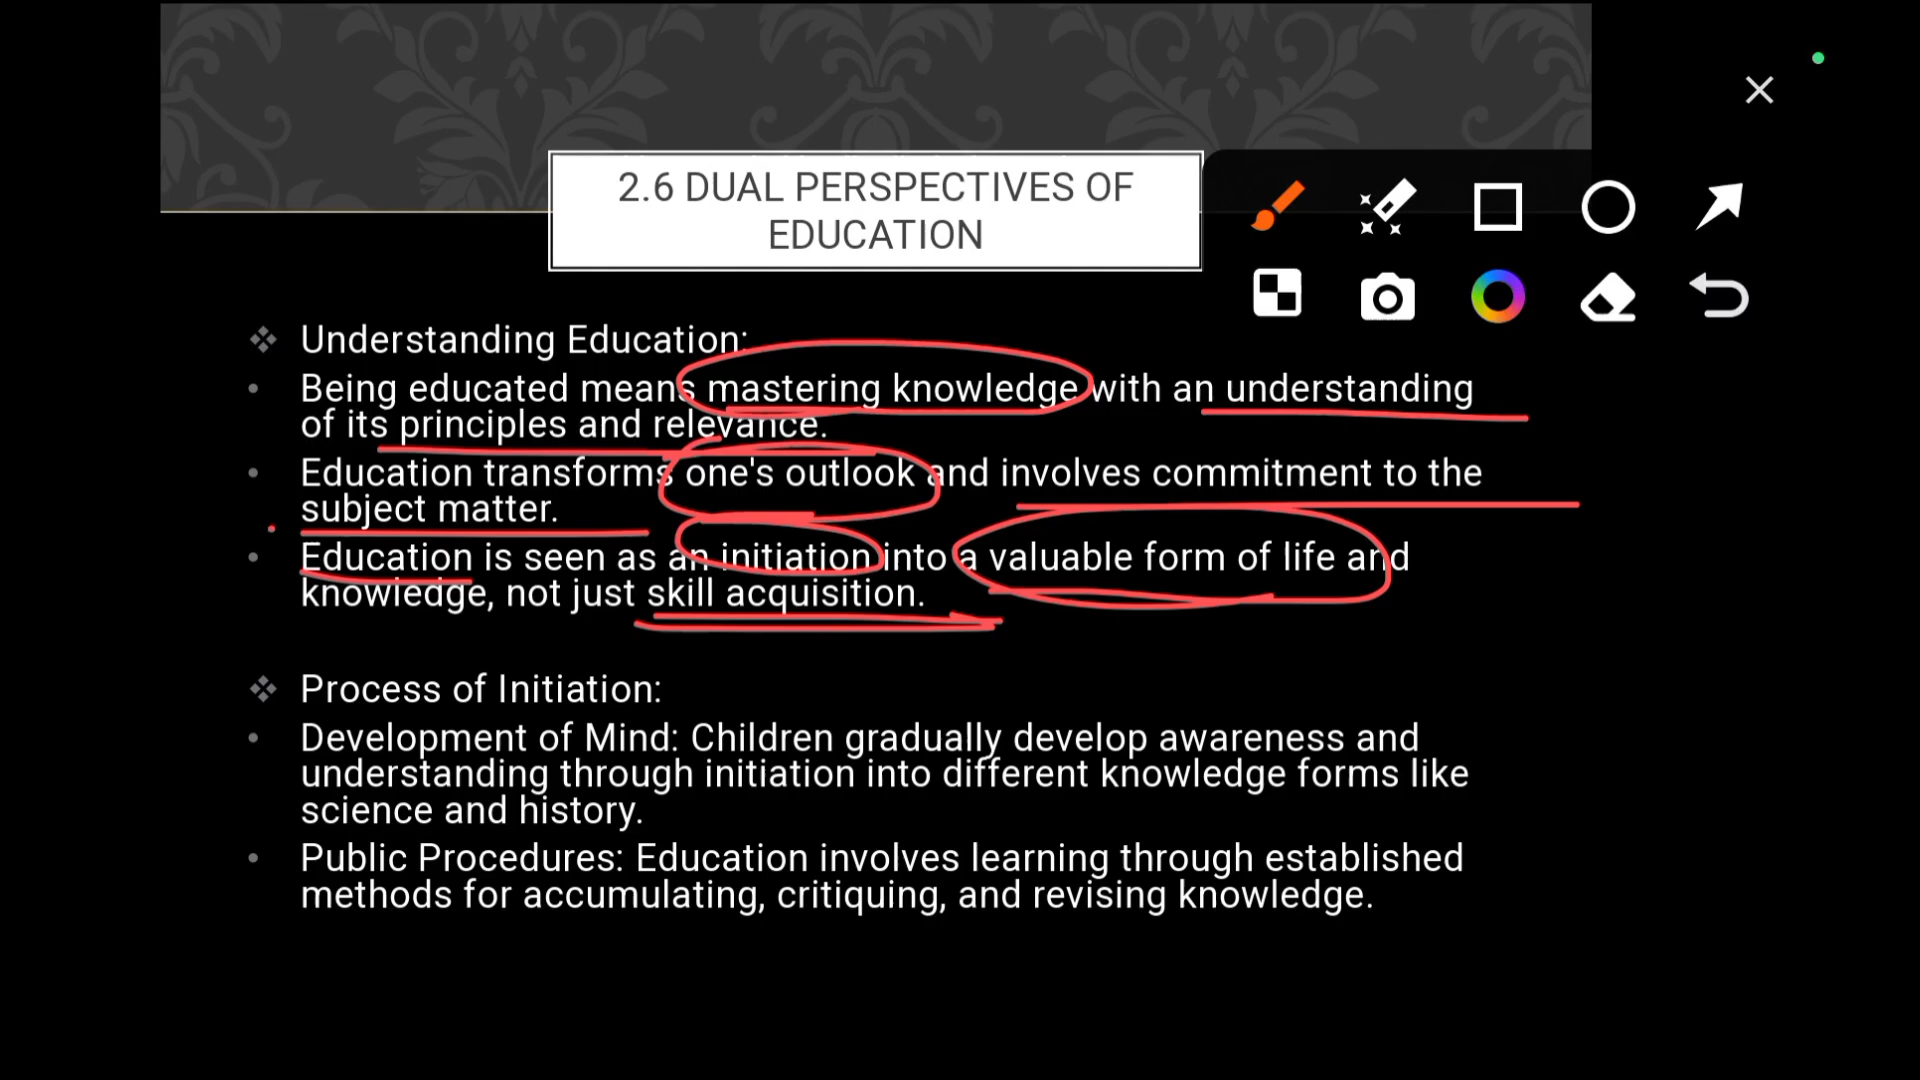 2.6 DUAL PERSPECTIVES OF
EDUCATION
Understanding Education:
Being educated means mastering knowledge with an understanding
of its principles and relevance.
Education transforms one's outlook and involves commitment to the
subject matter.
Education is seen as an initiation into a valuable form of life and
knowledge, not just skill acquisition.
Process of Initiation:
Development of Mind: Children gradually develop awareness and
understanding through initiation into different knowledge forms like
science and history.
Public Procedures: Education involves learning through established
methods for accumulating, critiquing, and revising knowledge.